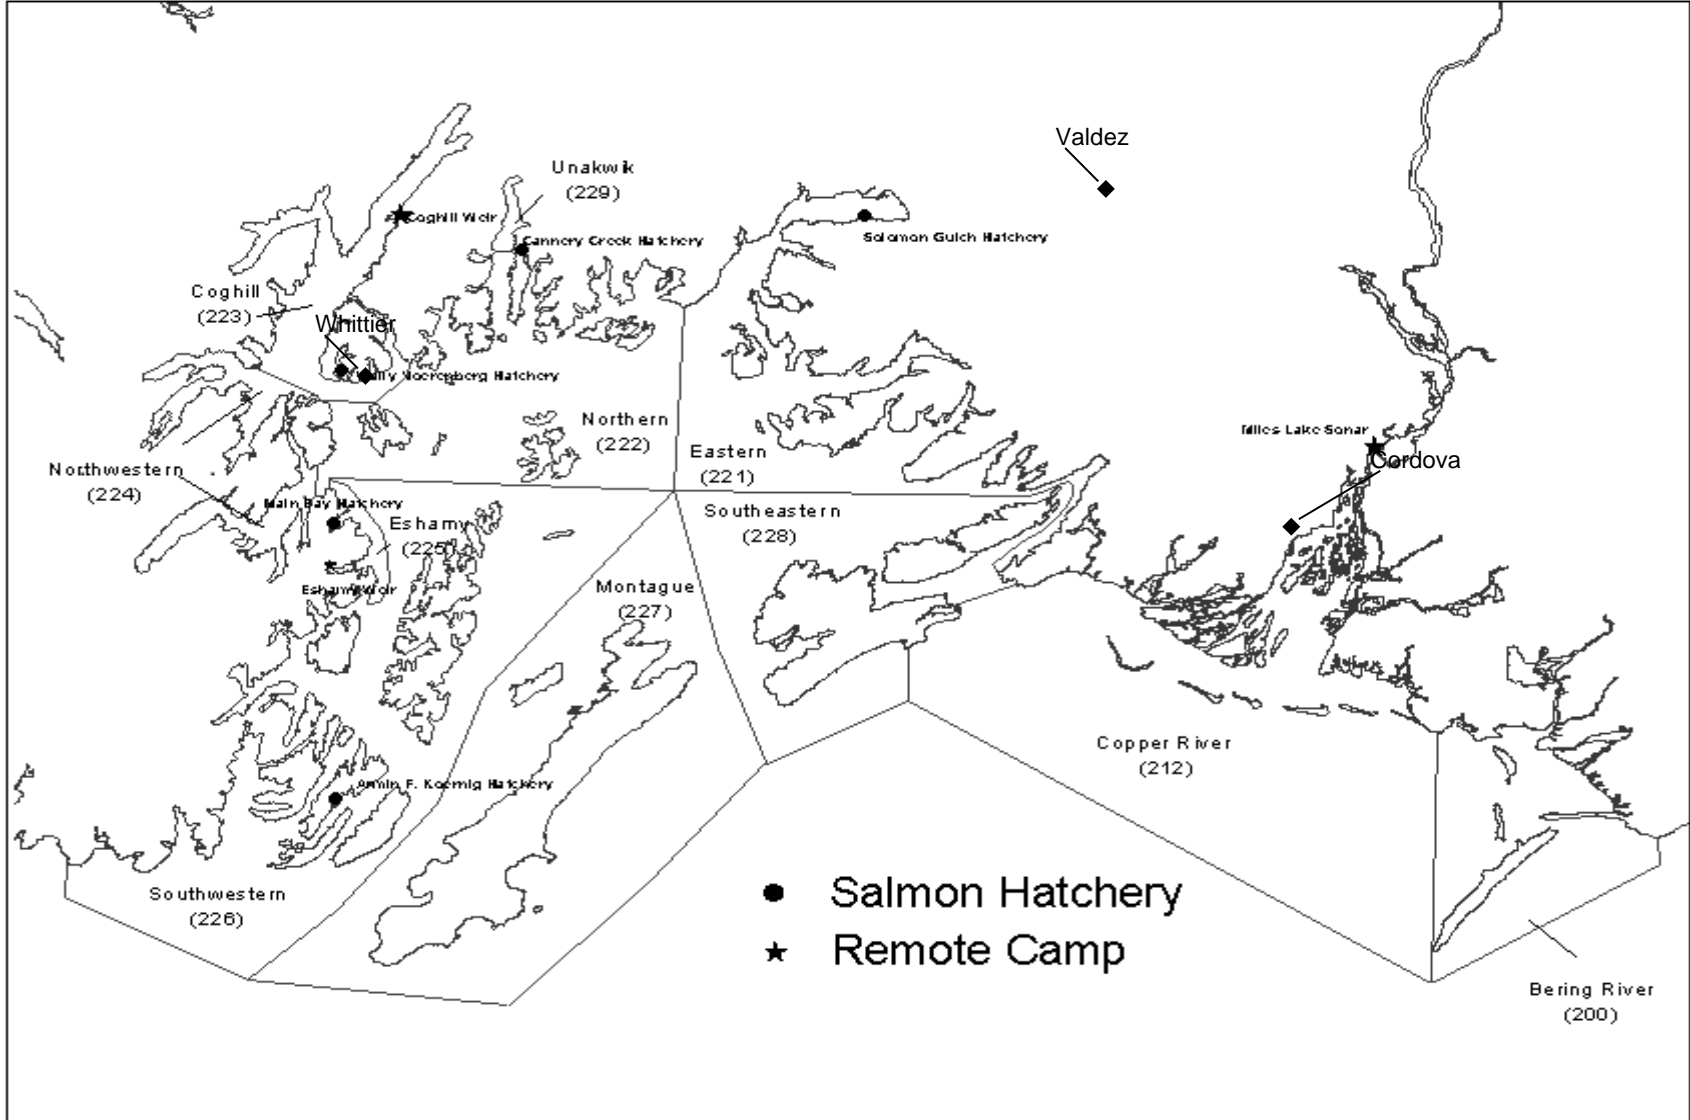 Valdez
Unakwik
(229)
Coghill Weir
Cannery Creek Hatchery
Solomon Gulch Hatchery
Coghill
(223)
Whittier
Noerenberg Hatchery
Northern
(222)
Eastern
(221)
Miles Lake Sonar
Cordova
Northwestern
(224)
Main Bay Hatchery
Eshamy
(225)
Southeastern
(228)
Eshamy Weir
Montague
(227)
Copper River
(212)
Armin F. Koernig Hatchery
Southwestern
(226)
Salmon Hatchery
Remote Camp
Bering River
(200)